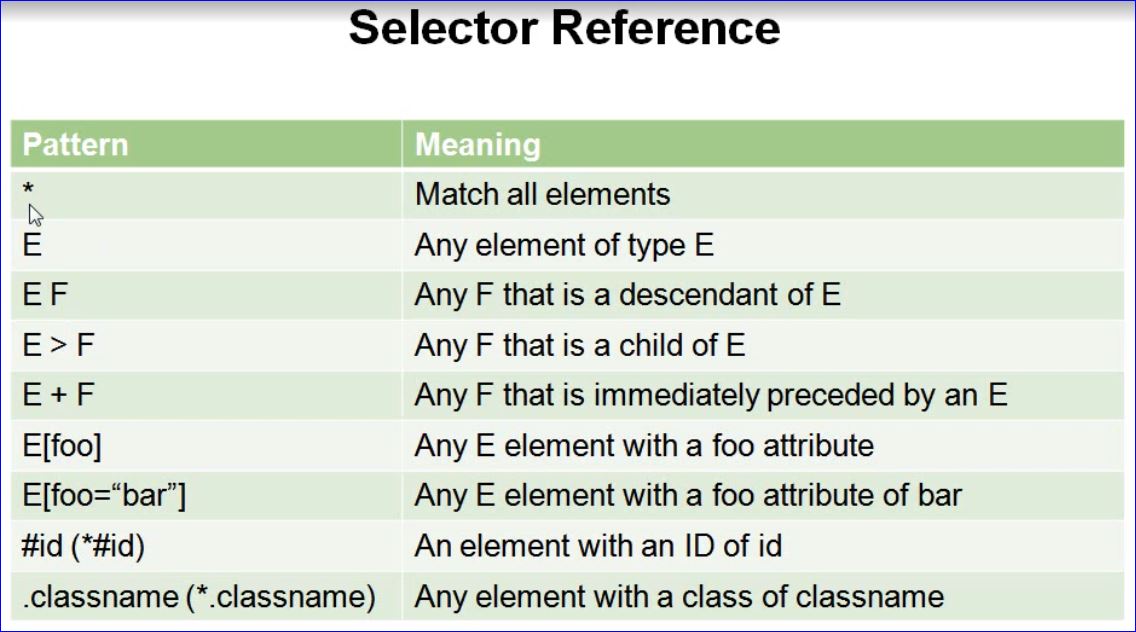 Selector Reference
Pattern Meaning
* Match all elements
E Any element of type E
E F Any F that is a descendant of E
E > F Any F that is a child of E
E + F Any F that is immediately preceded by an E
E[foo] Any E element with a foo attribute
E[foo=“bar”] Any E element with a foo attribute of bar
#id (*#id) An element with an ID of id
.classname (*.classname) Any element with a class of classname